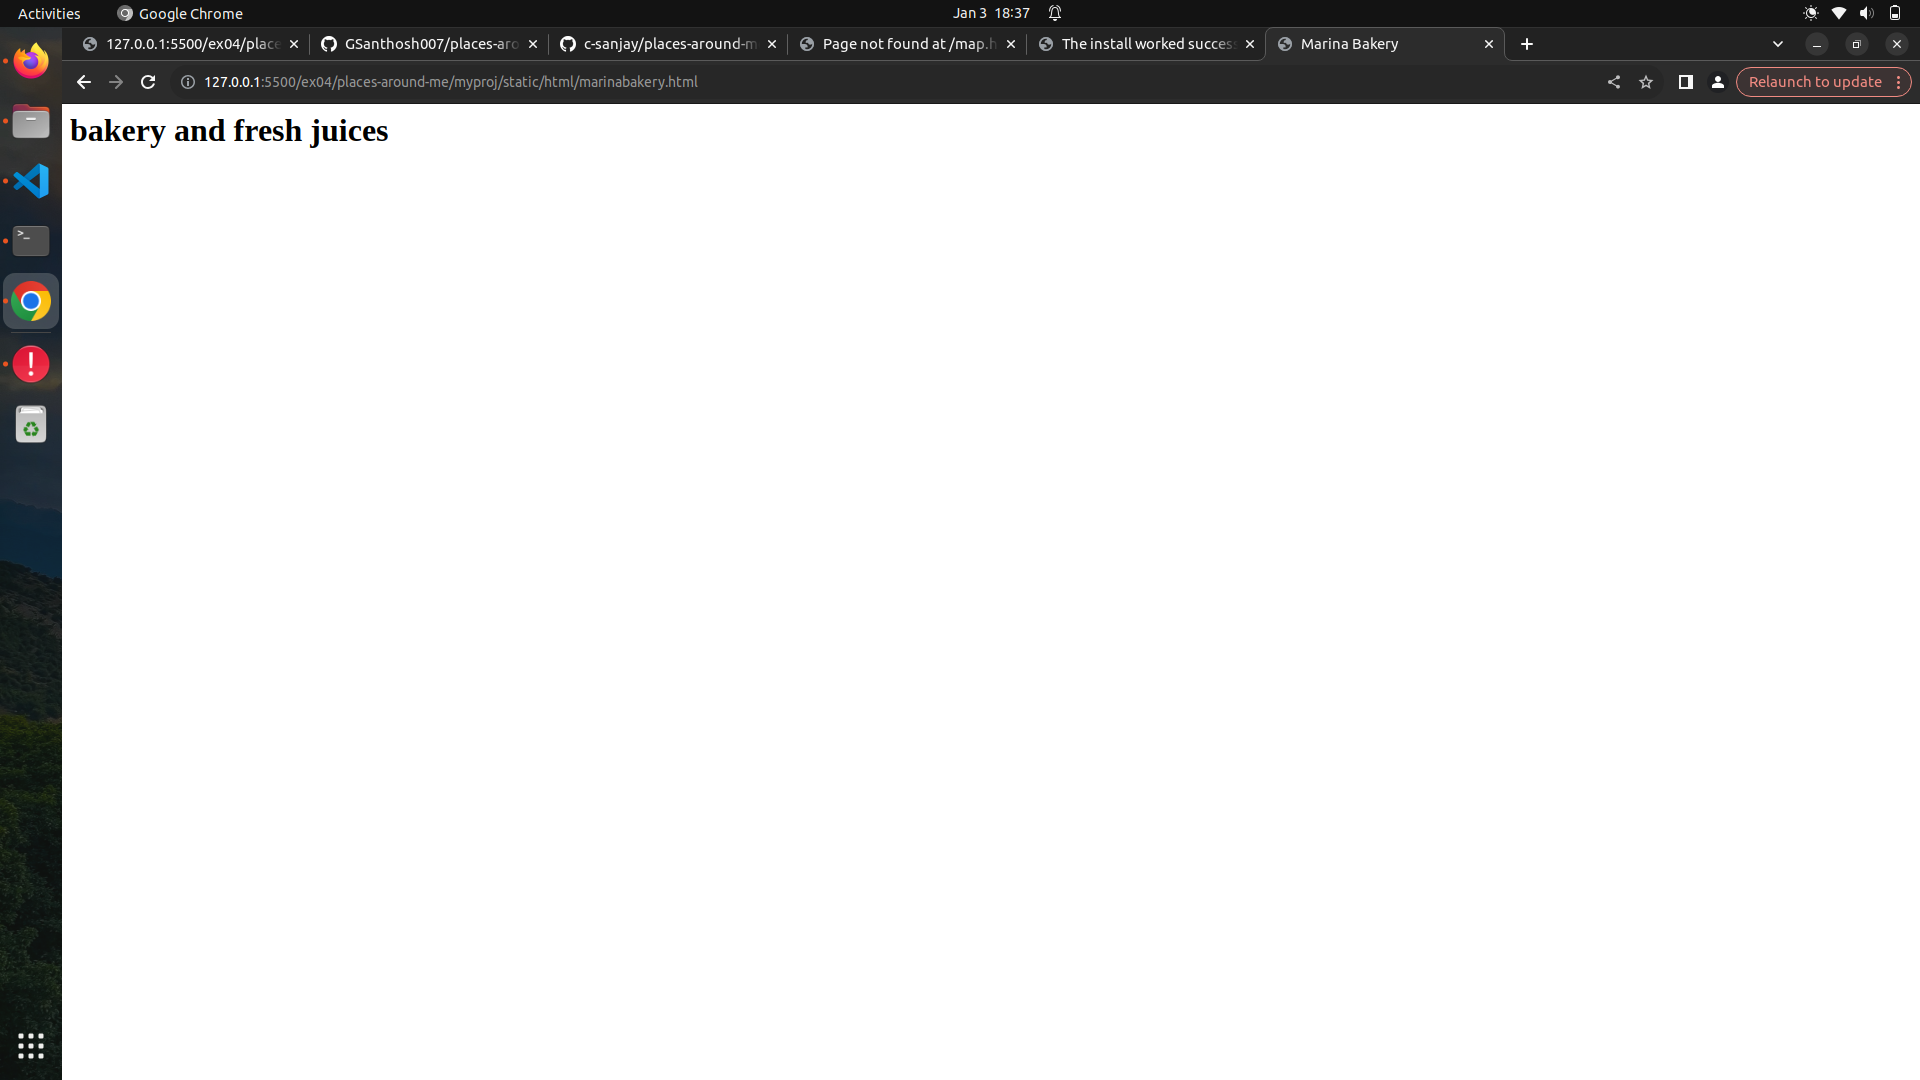 Activities
Google Chrome
Jan 3 18:37
127.0.0.1:5500/ex04/place
GSanthosh007/places-aro
c-sanjay/places-around-m
Page not found at /map.h
The install worked success
Marina Bakery
127.0.0.1:5500/ex04/places-around-me/myproj/static/html/marinabakery.html
Relaunch to update
bakery and fresh juices